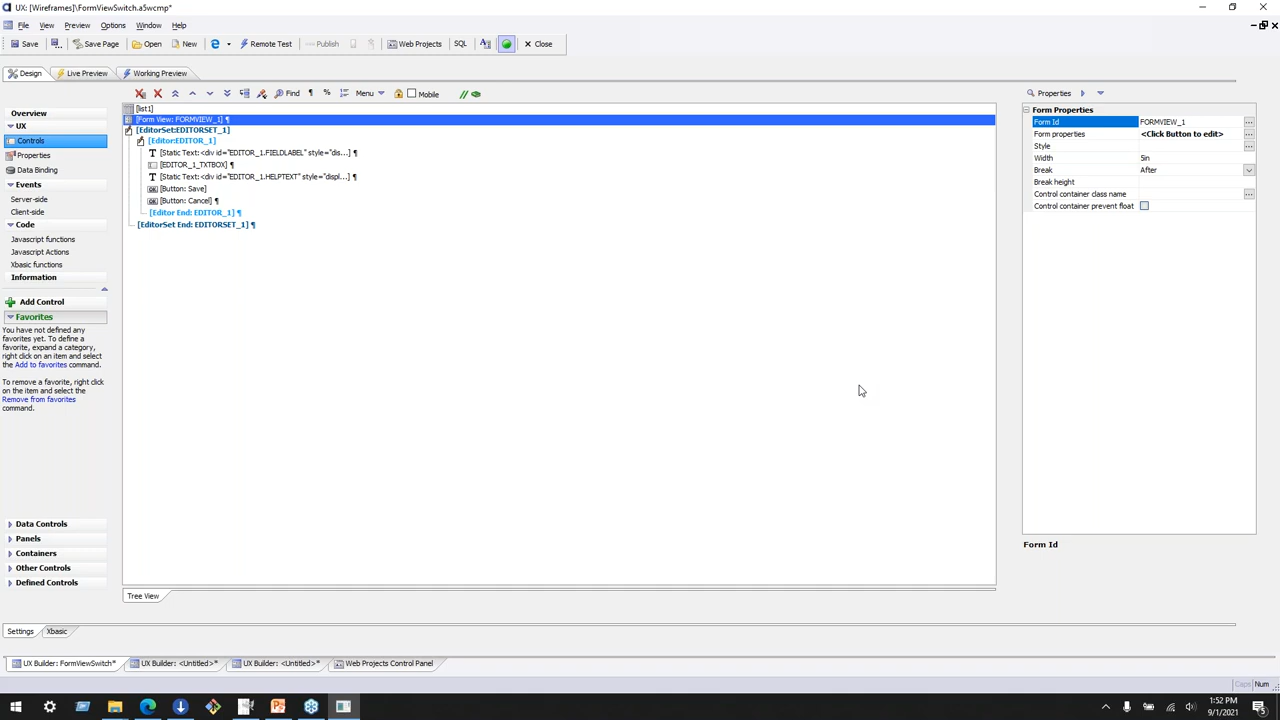 UX: [Wireframes]\FormViewSwitch.a5wcmp*
File View Preview Options Window Help
Save Save Page Open New Remote Test Publish Web Projects SQL Close
Design Live Preview Working Preview
Find ¶ % Menu Mobile //
Properties
Overview
UX
Controls
Properties
Data Binding
Events
Server-side
Client-side
Code
Javascript functions
Javascript Actions
Xbasic functions
Information
Add Control
Favorites
You have not defined any
favorites yet. To define a
favorite, expand a category,
right click on an item and select
the Add to favorites command.
To remove a favorite, right click
on the item and select the
Remove from favorites
command.
Data Controls
Panels
Containers
Other Controls
Defined Controls
[list1]
[Form View: FORMVIEW_1] ¶
[EditorSet:EDITORSET_1]
[Editor:EDITOR_1]
[Static Text: <div id="EDITOR_1.FIELDLABEL" style="dis...] ¶
[EDITOR_1_TXTBOX] ¶
[Static Text: <div id="EDITOR_1.HELPTEXT" style="displ...] ¶
[Button: Save]
[Button: Cancel] ¶
[Editor End: EDITOR_1] ¶
[EditorSet End: EDITORSET_1] ¶
Form Properties
Form Id FORMVIEW_1 ...
Form properties <Click Button to edit> ...
Style ...
Width 5in
Break After
Break height
Control container class name ...
Control container prevent float
Form Id
Tree View
Settings Xbasic
UX Builder: FormViewSwitch* UX Builder: <Untitled>* UX Builder: <Untitled>* Web Projects Control Panel
Caps Num
1:52 PM
9/1/2021
5